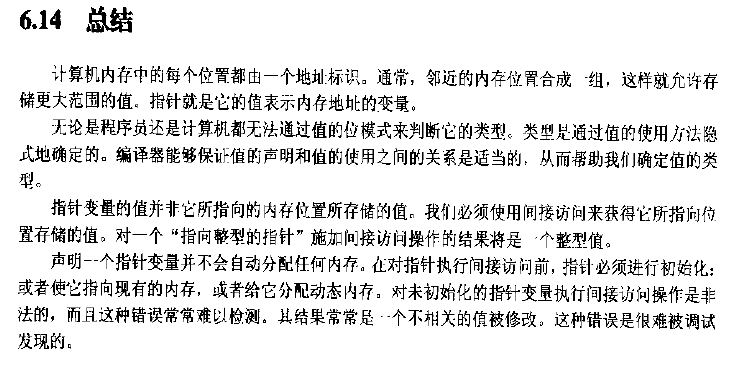 6.14 总结
计算机内存中的每个位置都由一个地址标识。通常，邻近的内存位置合成一组，这样就允许存
储更大范围的值。指针就是它的值表示内存地址的变量。
无论是程序员还是计算机都无法通过值的位模式来判断它的类型。类型是通过值的使用方法隐
式地确定的。编译器能够保证值的声明和值的使用之间的关系是适当的，从而帮助我们确定值的类
型。
指针变量的值并非它所指向的内存位置所存储的值。我们必须使用间接访问来获得它所指向位
置存储的值。对一个“指向整型的指针”施加间接访问操作的结果将是一个整型值。
声明一个指针变量并不会自动分配任何内存。在对指针执行间接访问前，指针必须进行初始化：
或者使它指向现有的内存，或者给它分配动态内存。对未初始化的指针变量执行间接访问操作是非
法的，而且这种错误常常难以检测。其结果常常是一个不相关的值被修改。这种错误是很难被调试
发现的。